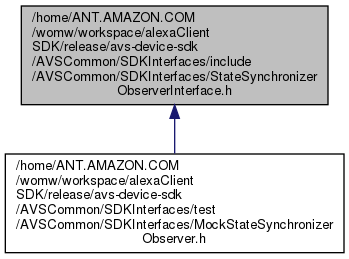 /home/ANT.AMAZON.COM
/womw/workspace/alexaClient
SDK/release/avs-device-sdk
/AVSCommon/SDKInterfaces/include
/AVSCommon/SDKInterfaces/StateSynchronizer
ObserverInterface.h
/home/ANT.AMAZON.COM
/womw/workspace/alexaClient
SDK/release/avs-device-sdk
/AVSCommon/SDKInterfaces/test
/AVSCommon/SDKInterfaces/MockStateSynchronizer
Observer.h